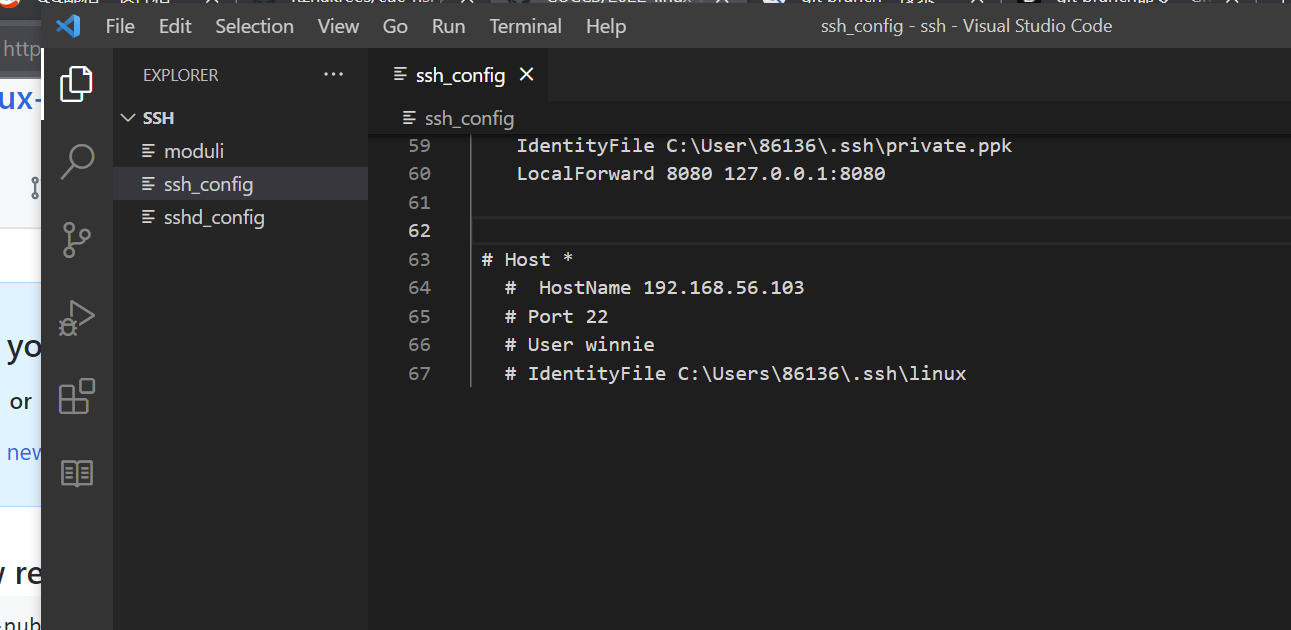 File Edit Selection View Go Run Terminal Help ssh_config - ssh - Visual Studio Code
http
EXPLORER ···
ssh_config
ux-
SSH
ssh_config
moduli
ssh_config
sshd_config
59 IdentityFile C:\User\86136\.ssh\private.ppk
60 LocalForward 8080 127.0.0.1:8080
61
62
63 # Host *
64 # HostName 192.168.56.103
65 # Port 22
66 # User winnie
67 # IdentityFile C:\Users\86136\.ssh\linux
yo
or
new
re